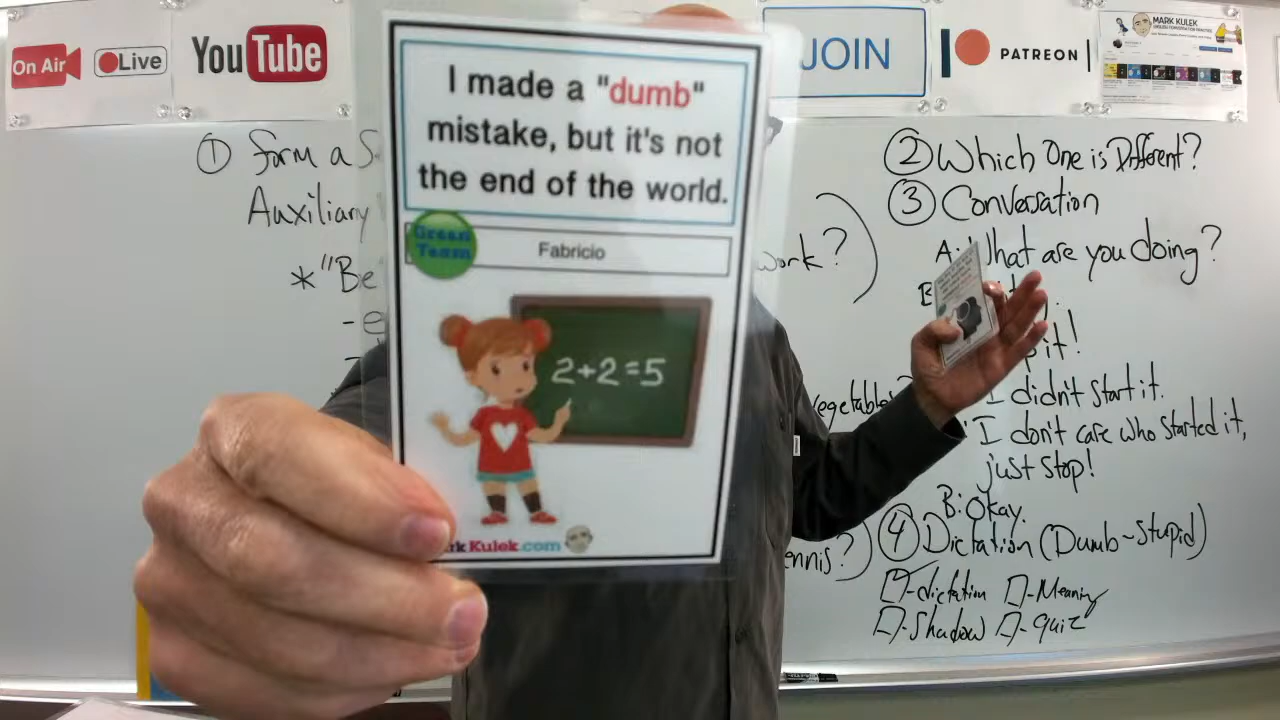 On Air
Live
YouTube
JOIN
PATREON
MARK KULEK
I made a "dumb"
mistake, but it's not
the end of the world.
Green
Team
Fabricio
2+2=5
Kulek.com
① Form a
Auxiliary
* "Be
work?
② Which One is Different?
③ Conversation
A: What are you doing?
it!
I didn't start it.
I don't care who started it,
just stop!
B: Okay.
④ Dictation (Dumb~Stupid)
-Dictation -Meaning
-Shadow -Quiz